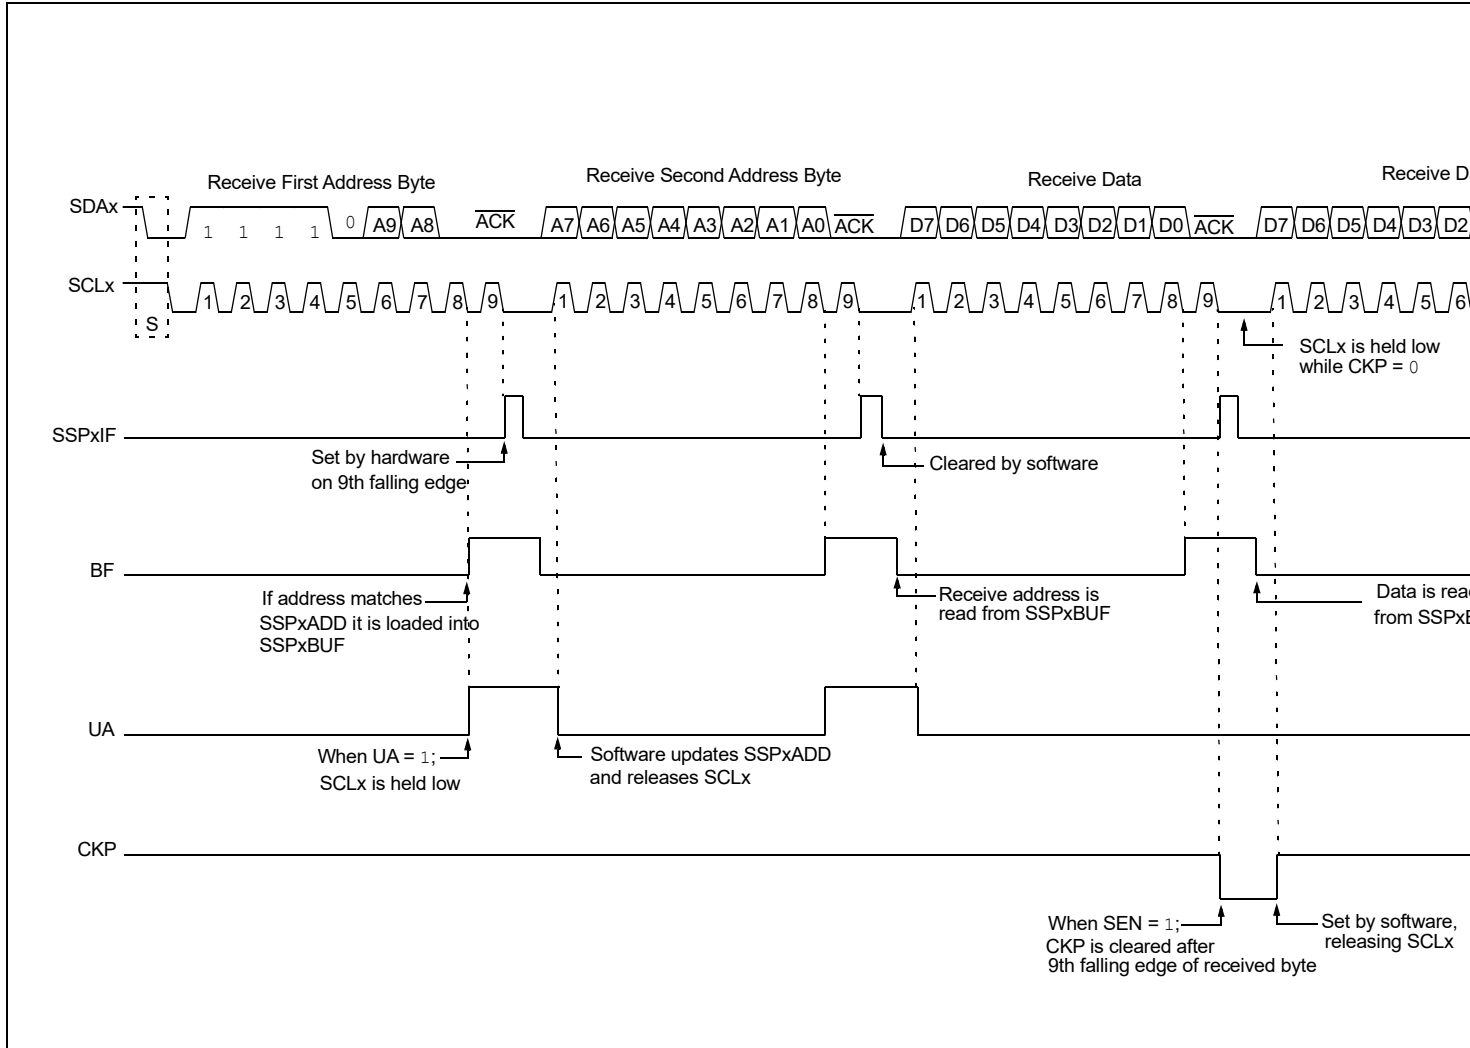 Receive First Address Byte
Receive Second Address Byte
Receive Data
Receive D
SDAx
1 1 1 1 0 A9 A8 ACK A7 A6 A5 A4 A3 A2 A1 A0 ACK D7 D6 D5 D4 D3 D2 D1 D0 ACK D7 D6 D5 D4 D3 D2
SCLx
S
1 2 3 4 5 6 7 8 9 1 2 3 4 5 6 7 8 9 1 2 3 4 5 6 7 8 9 1 2 3 4 5 6
SCLx is held low
while CKP = 0
SSPxIF
Set by hardware
on 9th falling edge
Cleared by software
BF
If address matches
SSPxADD it is loaded into
SSPxBUF
Receive address is
read from SSPxBUF
Data is rea
from SSPxB
UA
When UA = 1;
SCLx is held low
Software updates SSPxADD
and releases SCLx
CKP
When SEN = 1;
CKP is cleared after
9th falling edge of received byte
Set by software,
releasing SCLx